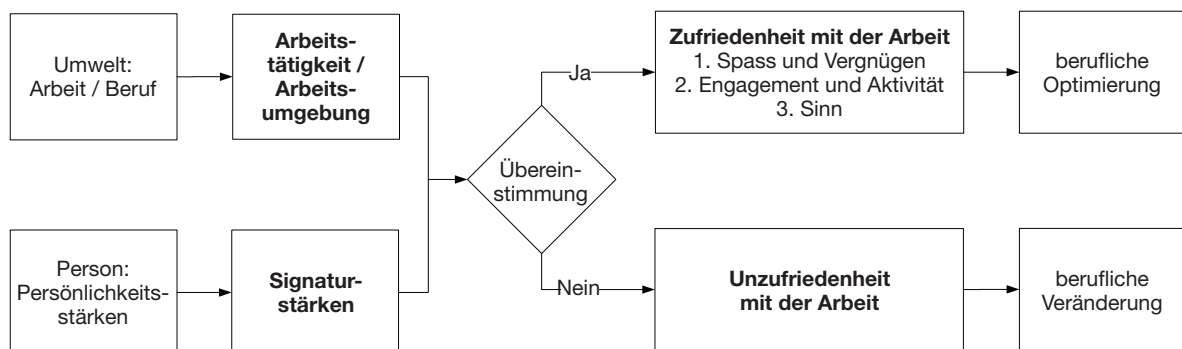 Umwelt:
Arbeit / Beruf
Arbeits-
tätigkeit /
Arbeits-
umgebung
Person:
Persönlichkeits-
stärken
Signatur-
stärken
Überein-
stimmung
Ja
Zufriedenheit mit der Arbeit
1. Spass und Vergnügen
2. Engagement und Aktivität
3. Sinn
berufliche
Optimierung
Nein
Unzufriedenheit
mit der Arbeit
berufliche
Veränderung